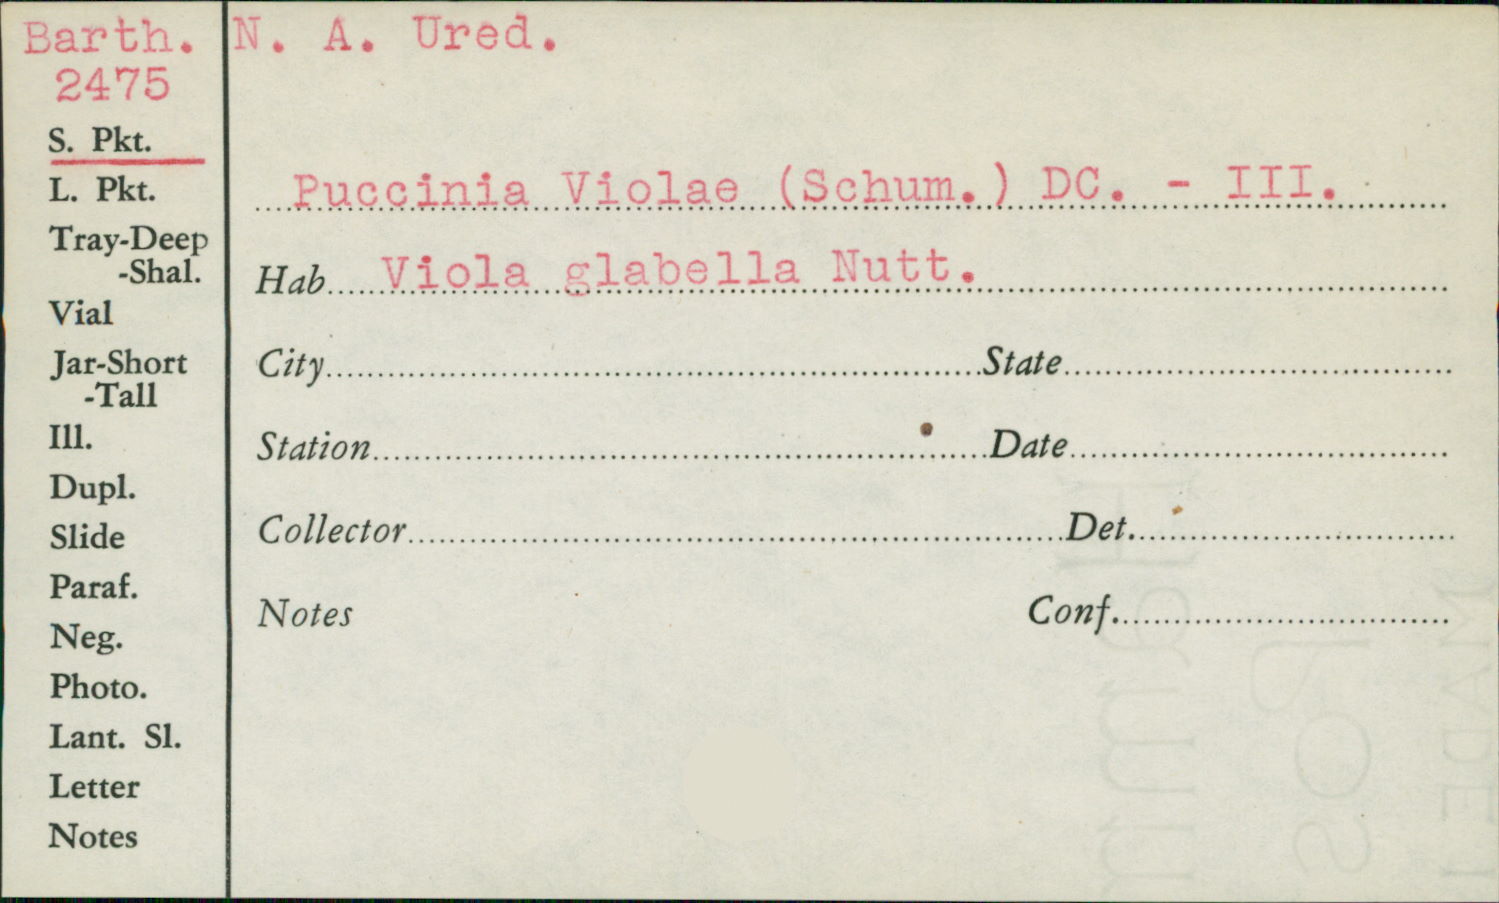 Barth. N. A. Ured.
2475
S. Pkt.
L. Pkt.
Tray-Deep
-Shal.
Vial
Jar-Short
-Tall
Ill.
Dupl.
Slide
Paraf.
Neg.
Photo.
Lant. Sl.
Letter
Notes
Puccinia Violae (Schum.) DC. - III.
Hab. Viola glabella Nutt.
City State
Station Date
Collector Det.
Notes Conf.